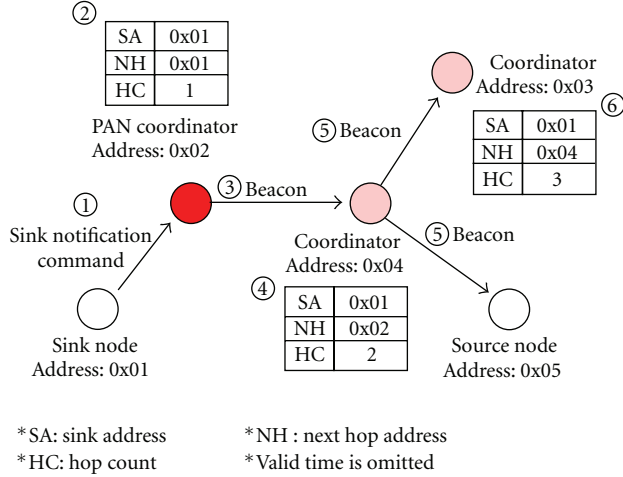 ②
SA 0x01
NH 0x01
HC 1
PAN coordinator
Address: 0x02
①
Sink notification
command
Sink node
Address: 0x01
③ Beacon
Coordinator
Address: 0x04
④
SA 0x01
NH 0x02
HC 2
⑤ Beacon
Coordinator
Address: 0x03
⑥
SA 0x01
NH 0x04
HC 3
⑤ Beacon
Source node
Address: 0x05
*SA: sink address
*NH : next hop address
*HC: hop count
*Valid time is omitted